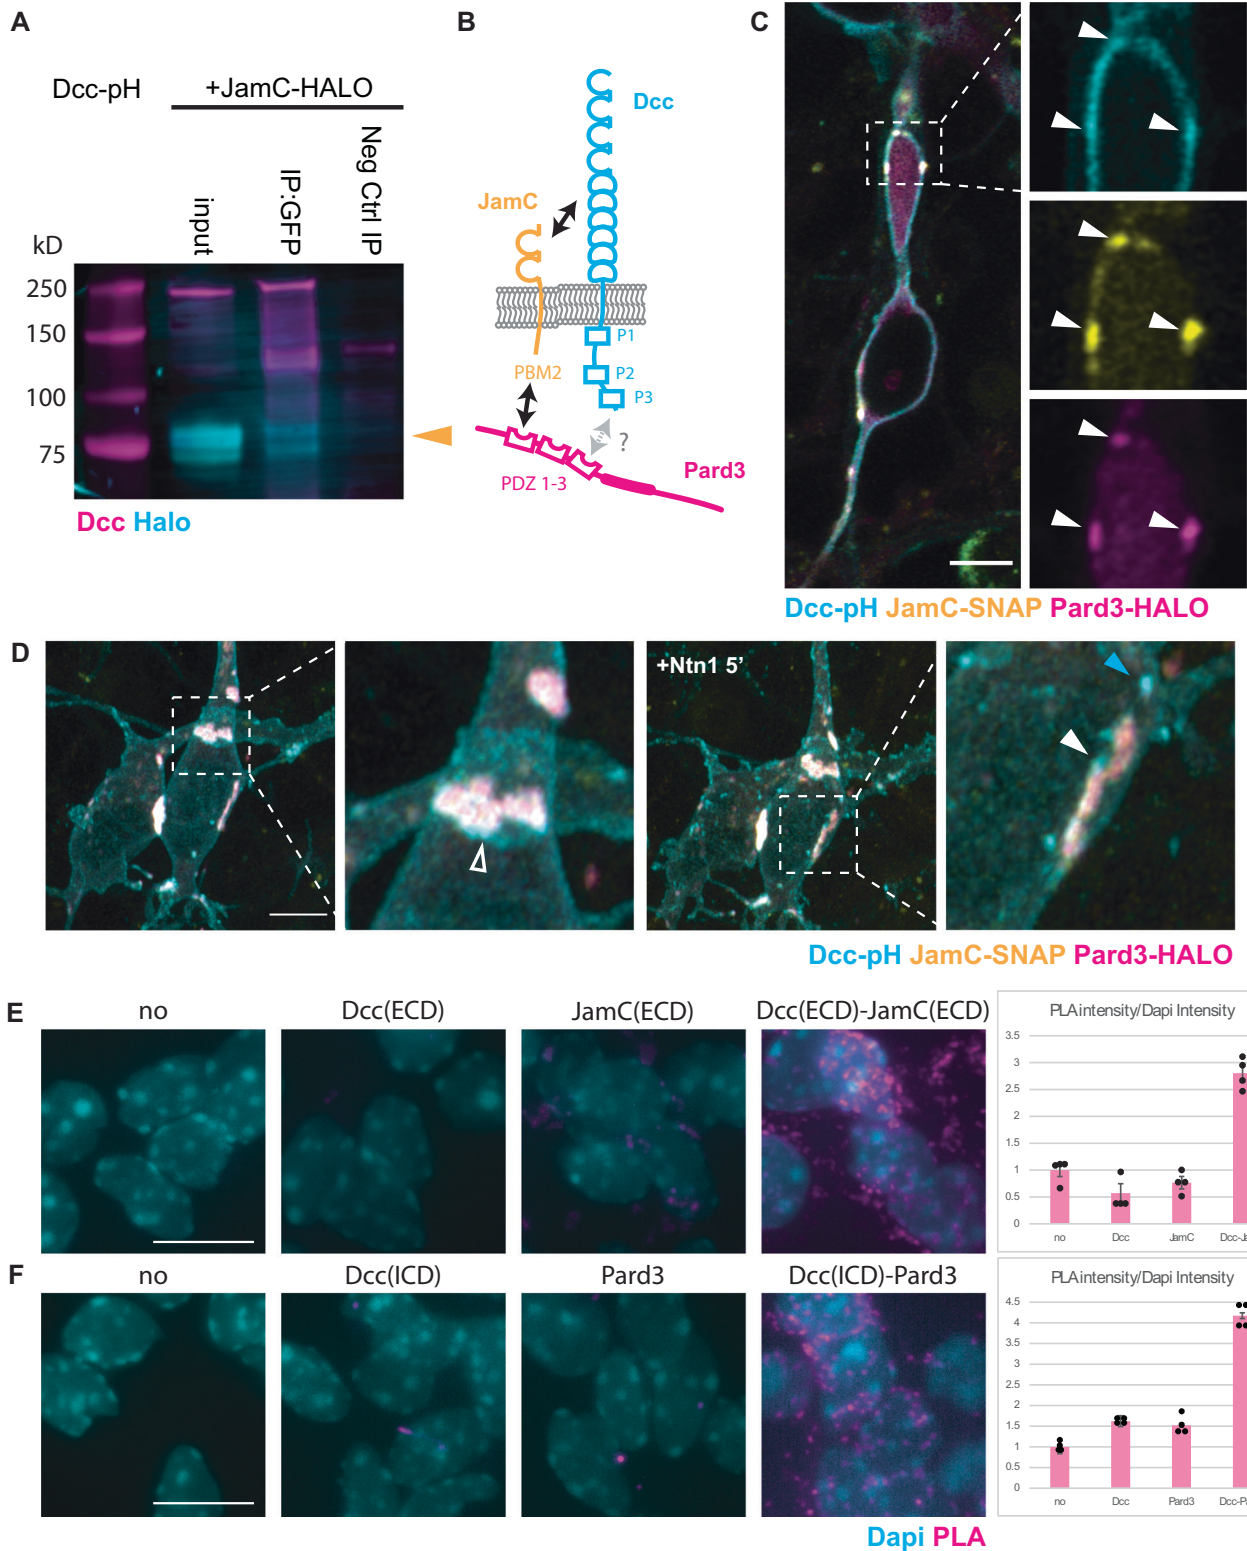 A
Dcc-pH
+JamC-HALO
input
IP:GFP
Neg Ctrl IP
kD
250
150
100
75
Dcc Halo
B
Dcc
JamC
P1
P2
P3
PBM2
?
PDZ 1-3
Pard3
C
Dcc-pH JamC-SNAP Pard3-HALO
D
+Ntn1 5’
Dcc-pH JamC-SNAP Pard3-HALO
E
no
Dcc(ECD)
JamC(ECD)
Dcc(ECD)-JamC(ECD)
PLA intensity/Dapi Intensity
3.5
3
2.5
2
1.5
1
0.5
0
no
Dcc
JamC
Dcc-Ja
F
no
Dcc(ICD)
Pard3
Dcc(ICD)-Pard3
PLA intensity/Dapi Intensity
4.5
4
3.5
3
2.5
2
1.5
1
0.5
0
no
Dcc
Pard3
Dcc-Pa
Dapi PLA